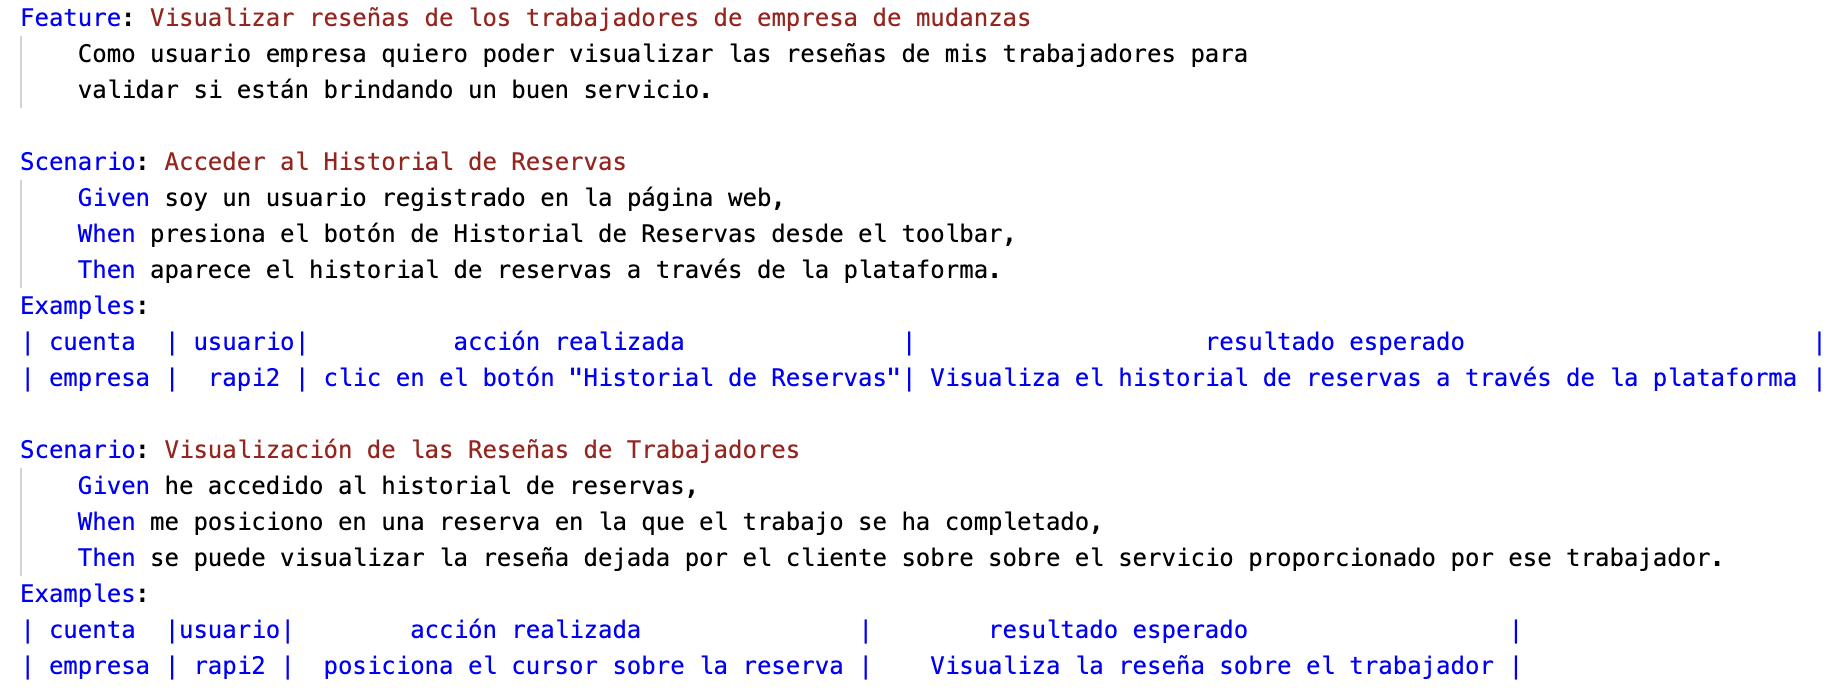 Feature: Visualizar reseñas de los trabajadores de empresa de mudanzas
Como usuario empresa quiero poder visualizar las reseñas de mis trabajadores para
validar si están brindando un buen servicio.
Scenario: Acceder al Historial de Reservas
Given soy un usuario registrado en la página web,
When presiona el botón de Historial de Reservas desde el toolbar,
Then aparece el historial de reservas a través de la plataforma.
Examples:
| cuenta | usuario| acción realizada | resultado esperado |
| empresa | rapi2 | clic en el botón "Historial de Reservas"| Visualiza el historial de reservas a través de la plataforma |
Scenario: Visualización de las Reseñas de Trabajadores
Given he accedido al historial de reservas,
When me posiciono en una reserva en la que el trabajo se ha completado,
Then se puede visualizar la reseña dejada por el cliente sobre sobre el servicio proporcionado por ese trabajador.
Examples:
| cuenta |usuario| acción realizada | resultado esperado |
| empresa | rapi2 | posiciona el cursor sobre la reserva | Visualiza la reseña sobre el trabajador |